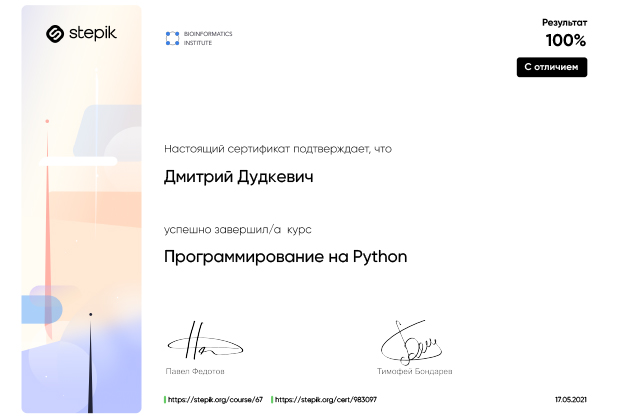 stepik
BIOINFORMATICS
INSTITUTE
Результат
100%
С отличием
Настоящий сертификат подтверждает, что
Дмитрий Дудкевич
успешно завершил/а курс
Программирование на Python
Павел Федотов
Тимофей Бондарев
https://stepik.org/course/67 https://stepik.org/cert/983097 17.05.2021